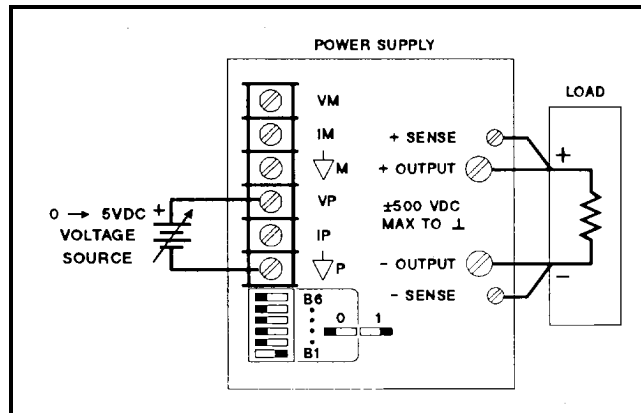 POWER SUPPLY
LOAD
VM
IM
M
VP
IP
P
+ SENSE
+ OUTPUT
±500 VDC
MAX TO ⊥
- OUTPUT
- SENSE
+
−
0 → 5VDC +
VOLTAGE
SOURCE
B6
B1
0 1